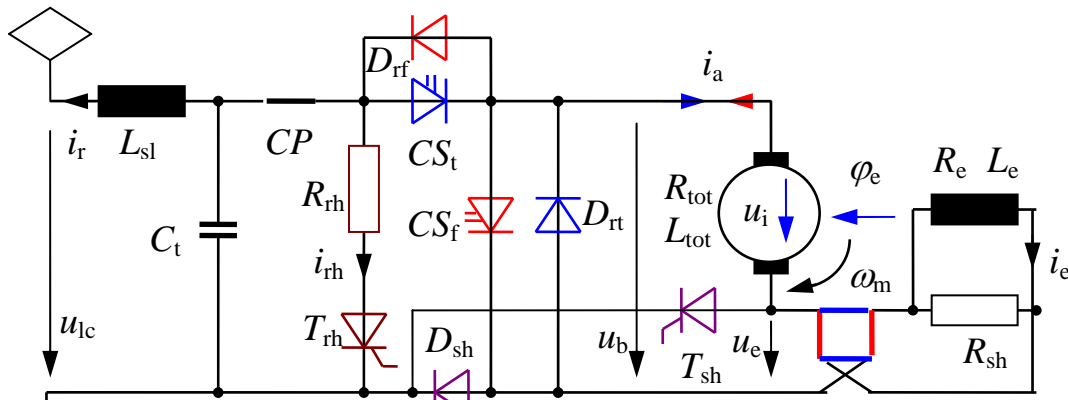 D_rf
i_a
i_r
L_sl
CP
CS_t
R_rh
CS_f
D_rt
R_tot
L_tot
u_i
φ_e
R_e L_e
C_t
i_rh
ω_m
i_e
u_lc
T_rh
D_sh
u_b
T_sh
u_e
R_sh